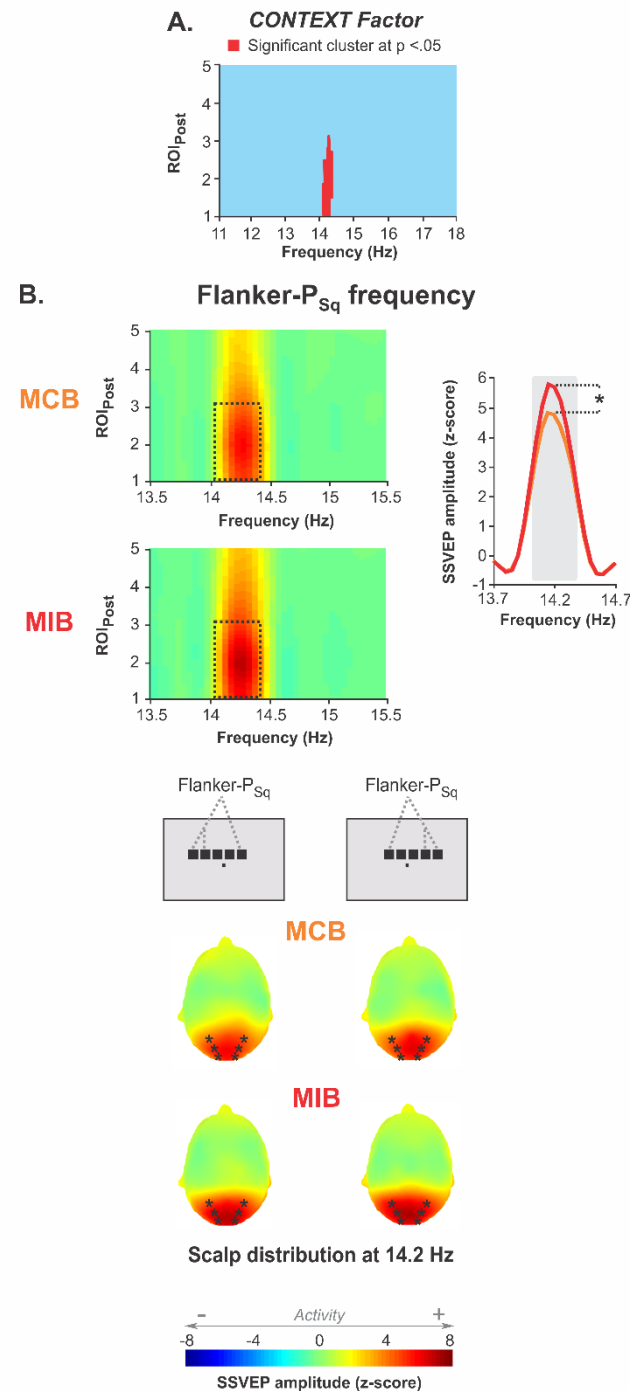 A.
CONTEXT Factor
Significant cluster at p <.05
ROIPost
5
4
3
2
1
11 12 13 14 15 16 17 18
Frequency (Hz)
B.
Flanker-PSq frequency
MCB
ROIPost
5
4
3
2
1
13.5 14 14.5 15 15.5
Frequency (Hz)
MIB
ROIPost
5
4
3
2
1
13.5 14 14.5 15 15.5
Frequency (Hz)
SSVEP amplitude (z-score)
6
5
4
3
2
1
0
-1
*
13.7 14.2 14.7
Frequency (Hz)
Flanker-PSq Flanker-PSq
MCB
* * * * * *
* * * * * *
MIB
* * * * * *
* * * * * *
Scalp distribution at 14.2 Hz
- Activity +
-8 -4 0 4 8
SSVEP amplitude (z-score)